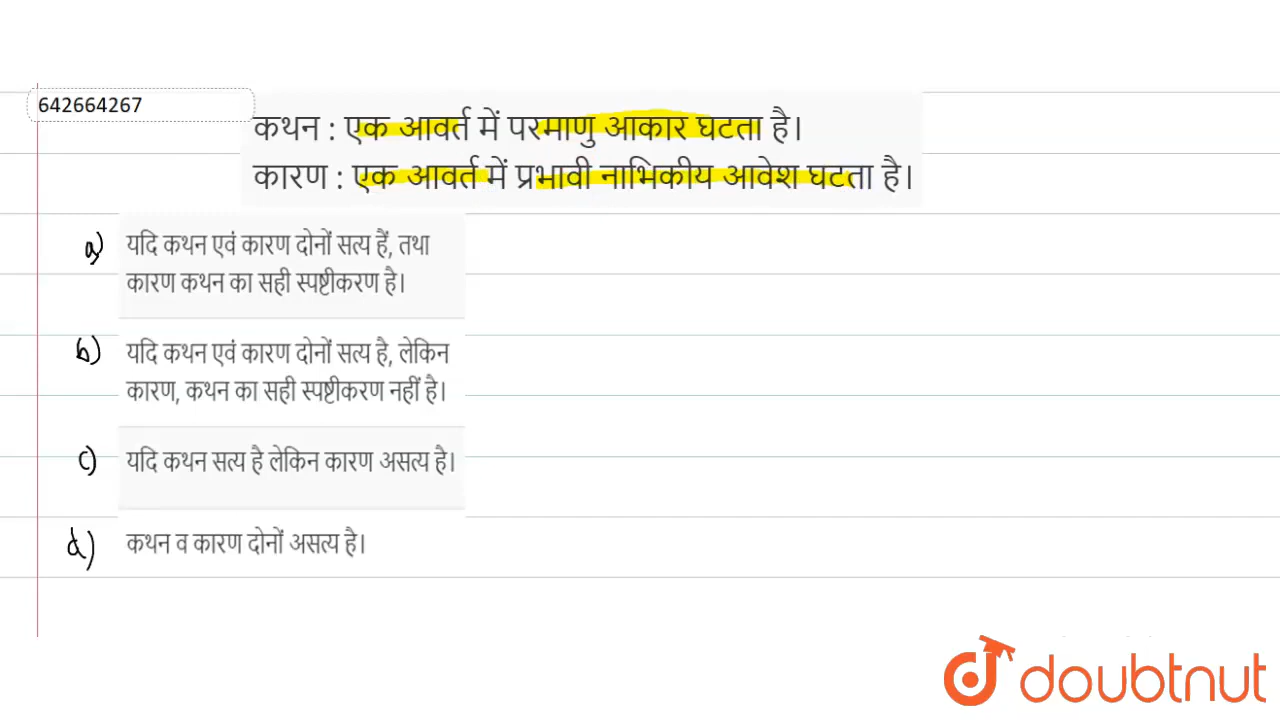 642664267
कथन : एक आवर्त में परमाणु आकार घटता है।
कारण : एक आवर्त में प्रभावी नाभिकीय आवेश घटता है।
a) यदि कथन एवं कारण दोनों सत्य हैं, तथा
कारण कथन का सही स्पष्टीकरण है।
b) यदि कथन एवं कारण दोनों सत्य है, लेकिन
कारण, कथन का सही स्पष्टीकरण नहीं है।
c) यदि कथन सत्य है लेकिन कारण असत्य है।
d) कथन व कारण दोनों असत्य है।
doubtnut